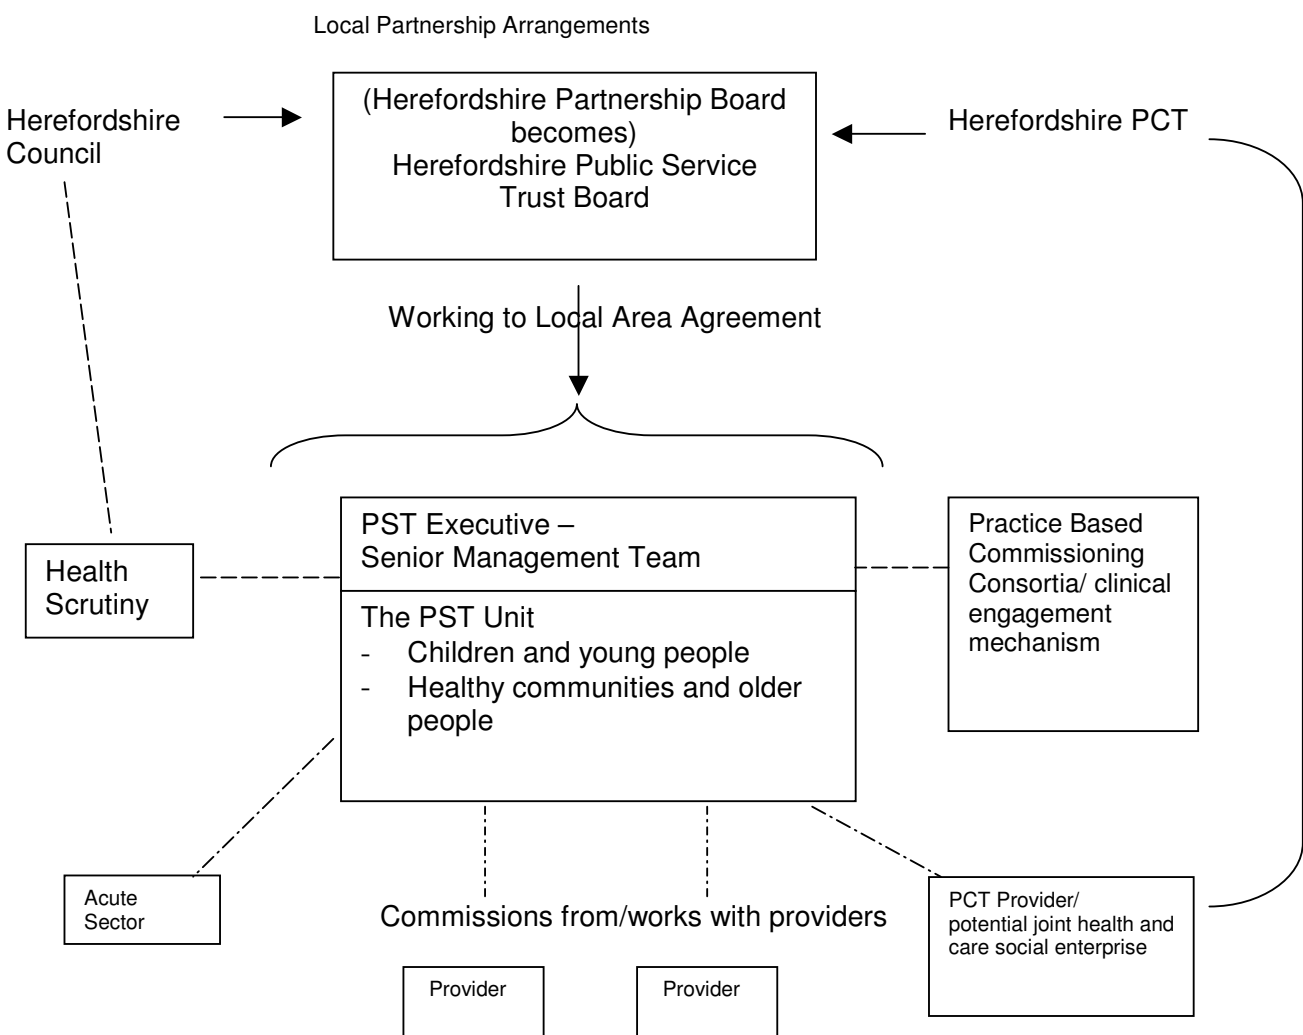 Local Partnership Arrangements
(Herefordshire Partnership Board
becomes)
Herefordshire Public Service
Trust Board
Herefordshire
Council
Herefordshire PCT
Working to Local Area Agreement
PST Executive –
Senior Management Team
The PST Unit
- Children and young people
- Healthy communities and older
people
Health
Scrutiny
Practice Based
Commissioning
Consortia/ clinical
engagement
mechanism
Acute
Sector
Commissions from/works with providers
PCT Provider/
potential joint health and
care social enterprise
Provider
Provider